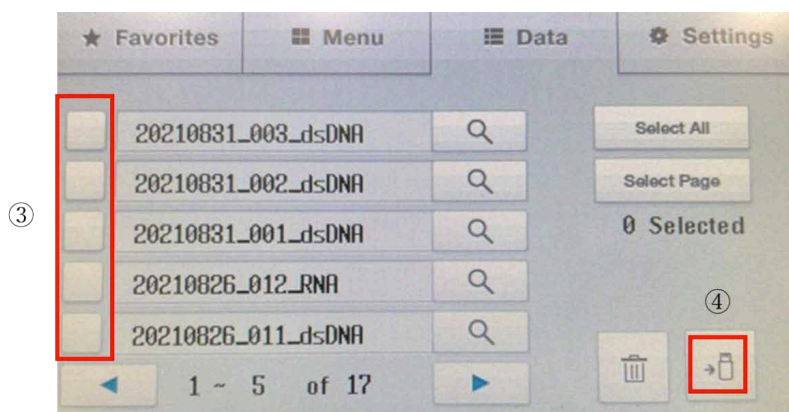 Favorites Menu Data Settings
20210831_003_dsDNA Select All
20210831_002_dsDNA Select Page
③ 20210831_001_dsDNA 0 Selected
20210826_012_RNA
④
20210826_011_dsDNA
1 ~ 5 of 17